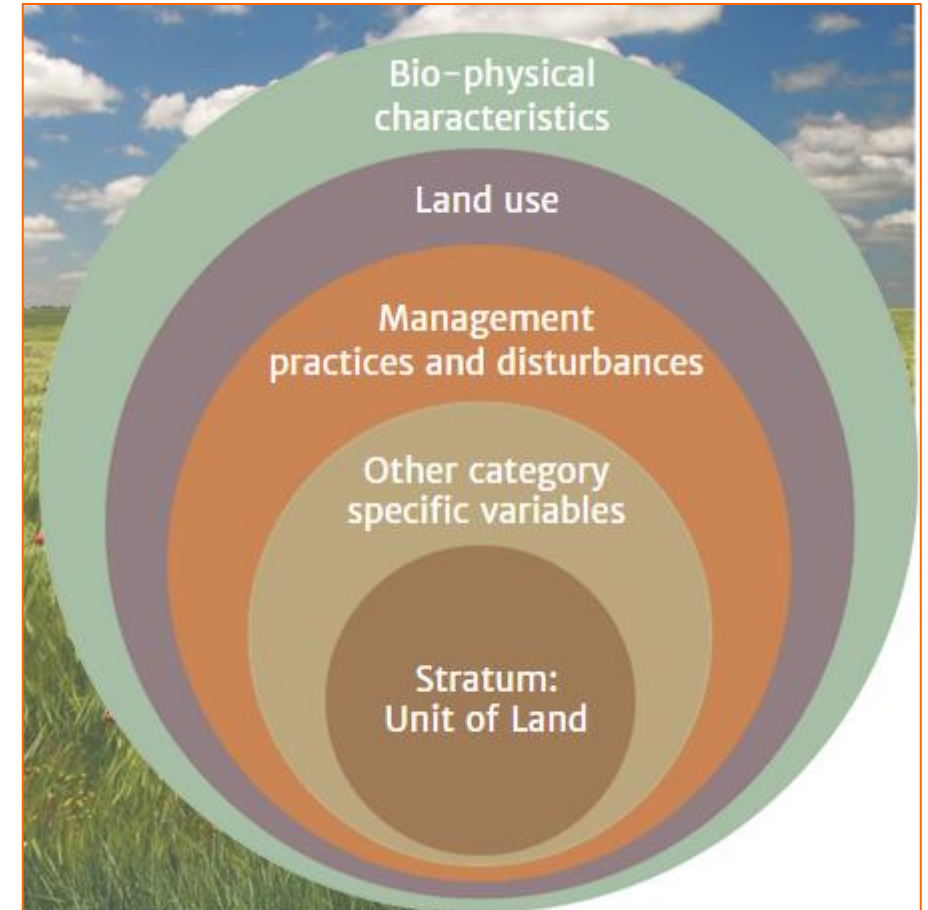 Bio-physical
characteristics
Land use
Management
practices and disturbances
Other category
specific variables
Stratum:
Unit of Land